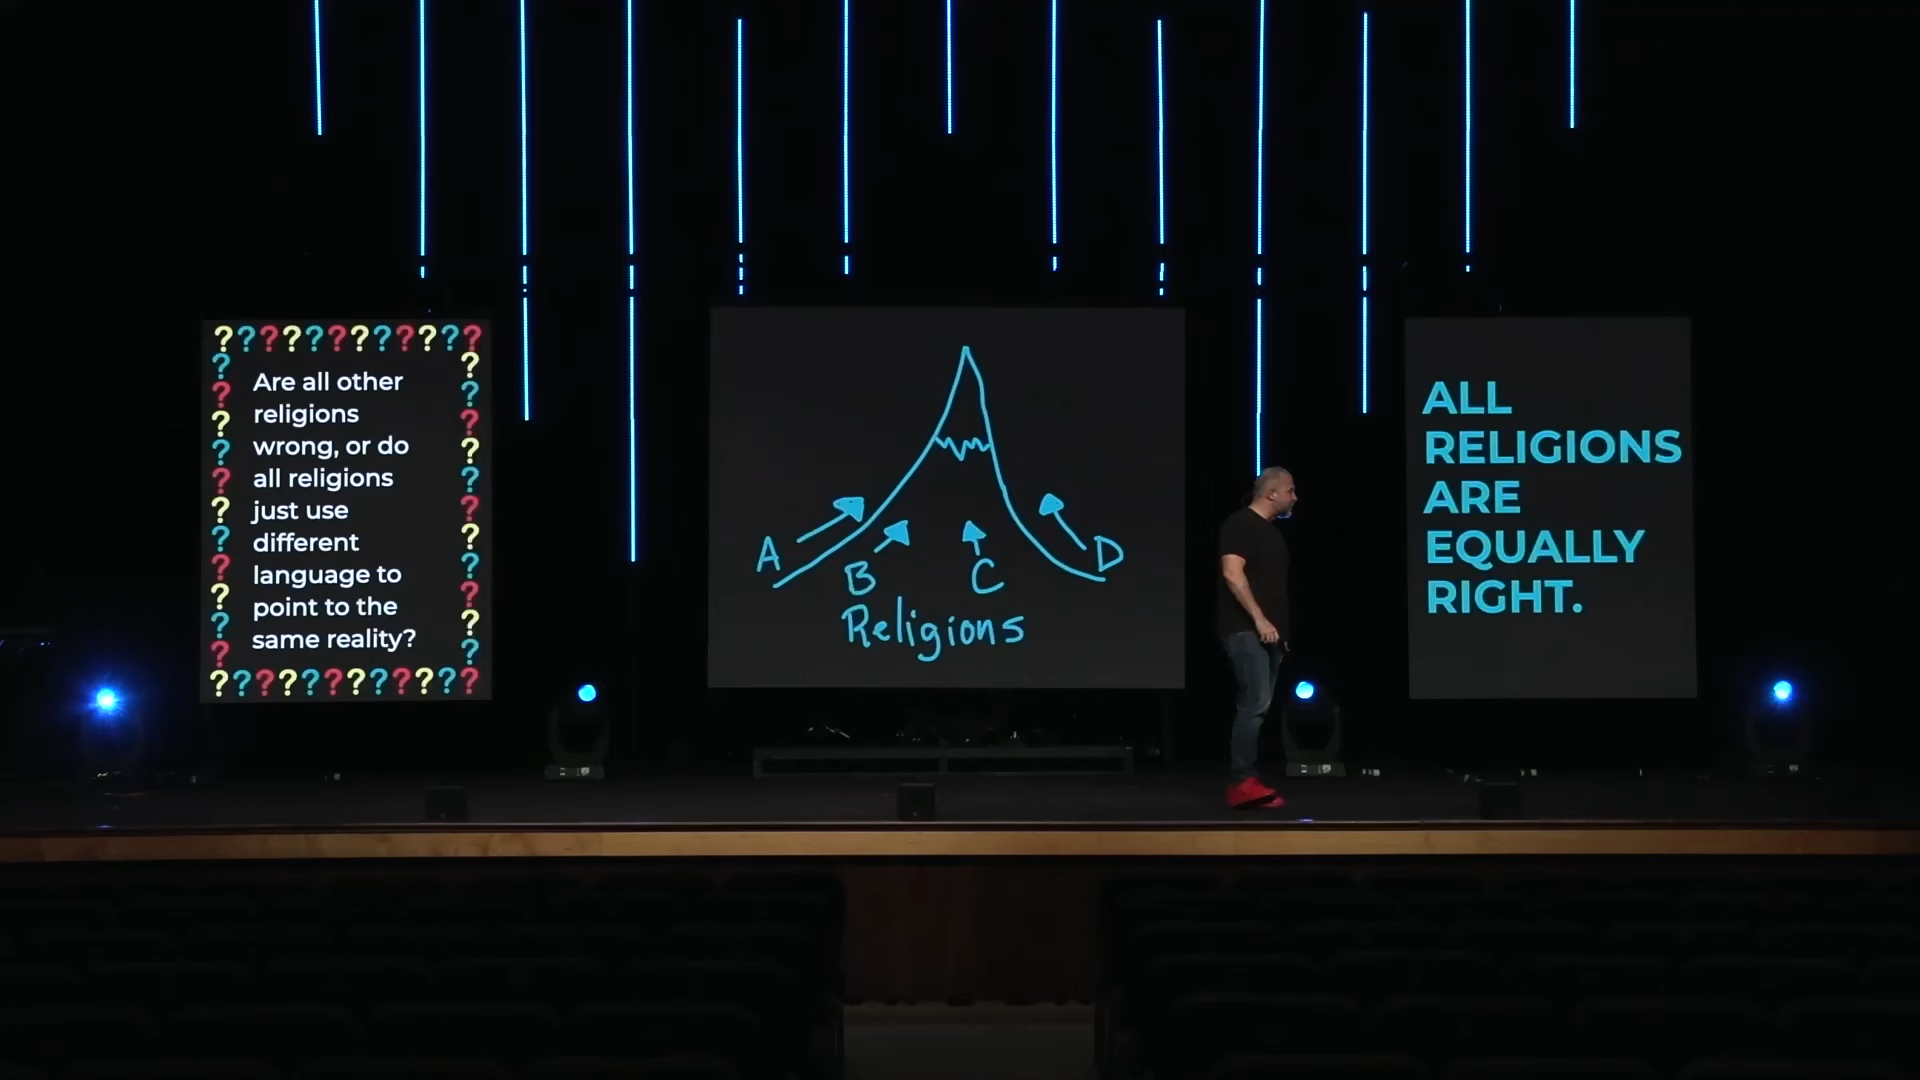 Are all other
religions
wrong, or do
all religions
just use
different
language to
point to the
same reality?
A
B
C
D
Religions
ALL
RELIGIONS
ARE
EQUALLY
RIGHT.